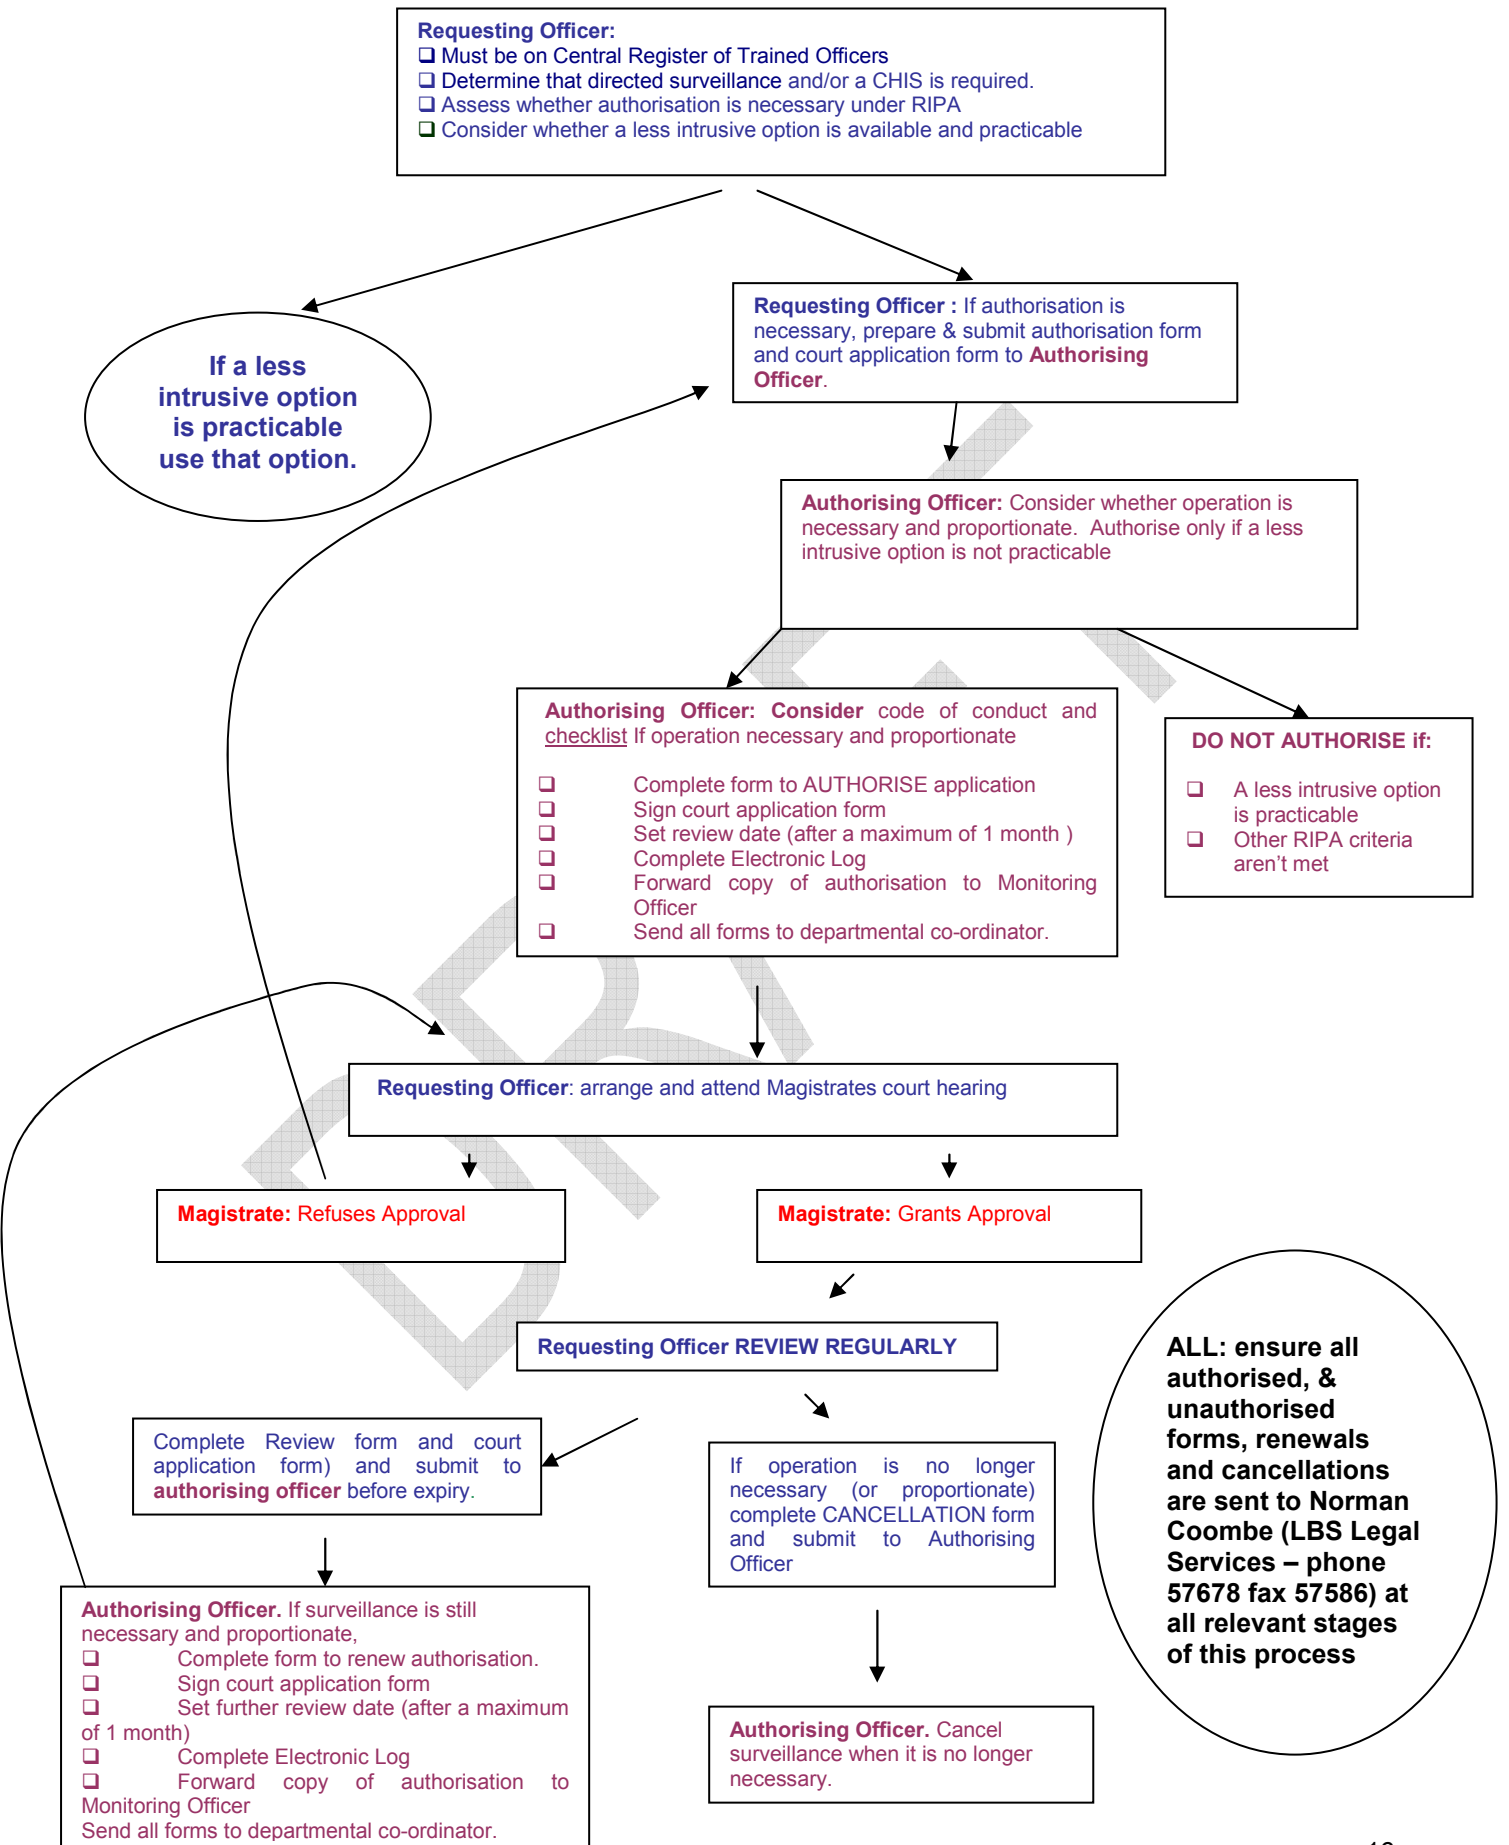 Requesting Officer:
❑ Must be on Central Register of Trained Officers
❑ Determine that directed surveillance and/or a CHIS is required.
❑ Assess whether authorisation is necessary under RIPA
❑ Consider whether a less intrusive option is available and practicable
If a less
intrusive option
is practicable
use that option.
Requesting Officer : If authorisation is
necessary, prepare & submit authorisation form
and court application form to Authorising
Officer.
Authorising Officer: Consider whether operation is
necessary and proportionate.  Authorise only if a less
intrusive option is not practicable
Authorising Officer: Consider code of conduct and
checklist If operation necessary and proportionate
❑ Complete form to AUTHORISE application
❑ Sign court application form
❑ Set review date (after a maximum of 1 month )
❑ Complete Electronic Log
❑ Forward copy of authorisation to Monitoring
Officer
❑ Send all forms to departmental co-ordinator.
DO NOT AUTHORISE if:
❑ A less intrusive option
is practicable
❑ Other RIPA criteria
aren't met
Requesting Officer: arrange and attend Magistrates court hearing
Magistrate: Refuses Approval
Magistrate: Grants Approval
Requesting Officer REVIEW REGULARLY
Complete Review form and court
application form) and submit to
authorising officer before expiry.
If operation is no longer
necessary (or proportionate)
complete CANCELLATION form
and submit to Authorising
Officer
ALL: ensure all
authorised, &
unauthorised
forms, renewals
and cancellations
are sent to Norman
Coombe (LBS Legal
Services – phone
57678 fax 57586) at
all relevant stages
of this process
Authorising Officer. If surveillance is still
necessary and proportionate,
❑ Complete form to renew authorisation.
❑ Sign court application form
❑ Set further review date (after a maximum
of 1 month)
❑ Complete Electronic Log
❑ Forward copy of authorisation to
Monitoring Officer
Send all forms to departmental co-ordinator.
Authorising Officer. Cancel
surveillance when it is no longer
necessary.
DRAFT